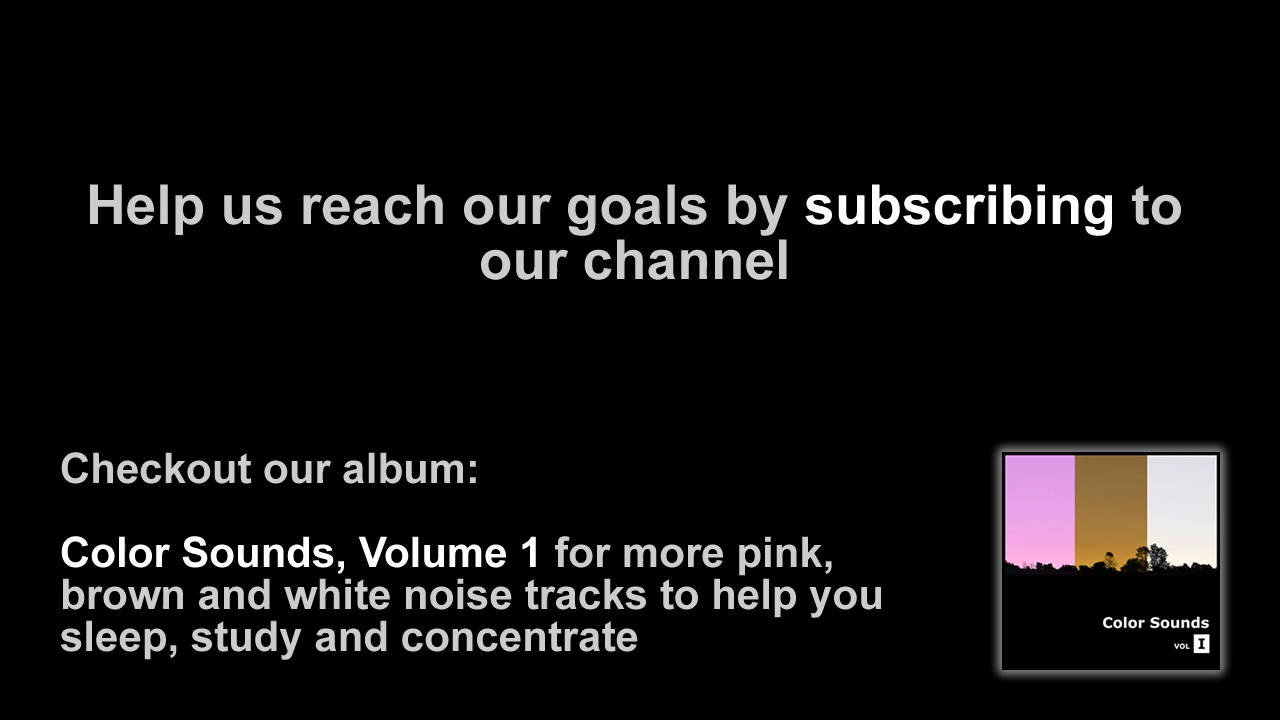 Help us reach our goals by subscribing to
our channel
Checkout our album:
Color Sounds, Volume 1 for more pink,
brown and white noise tracks to help you
sleep, study and concentrate
Color Sounds
VOL I